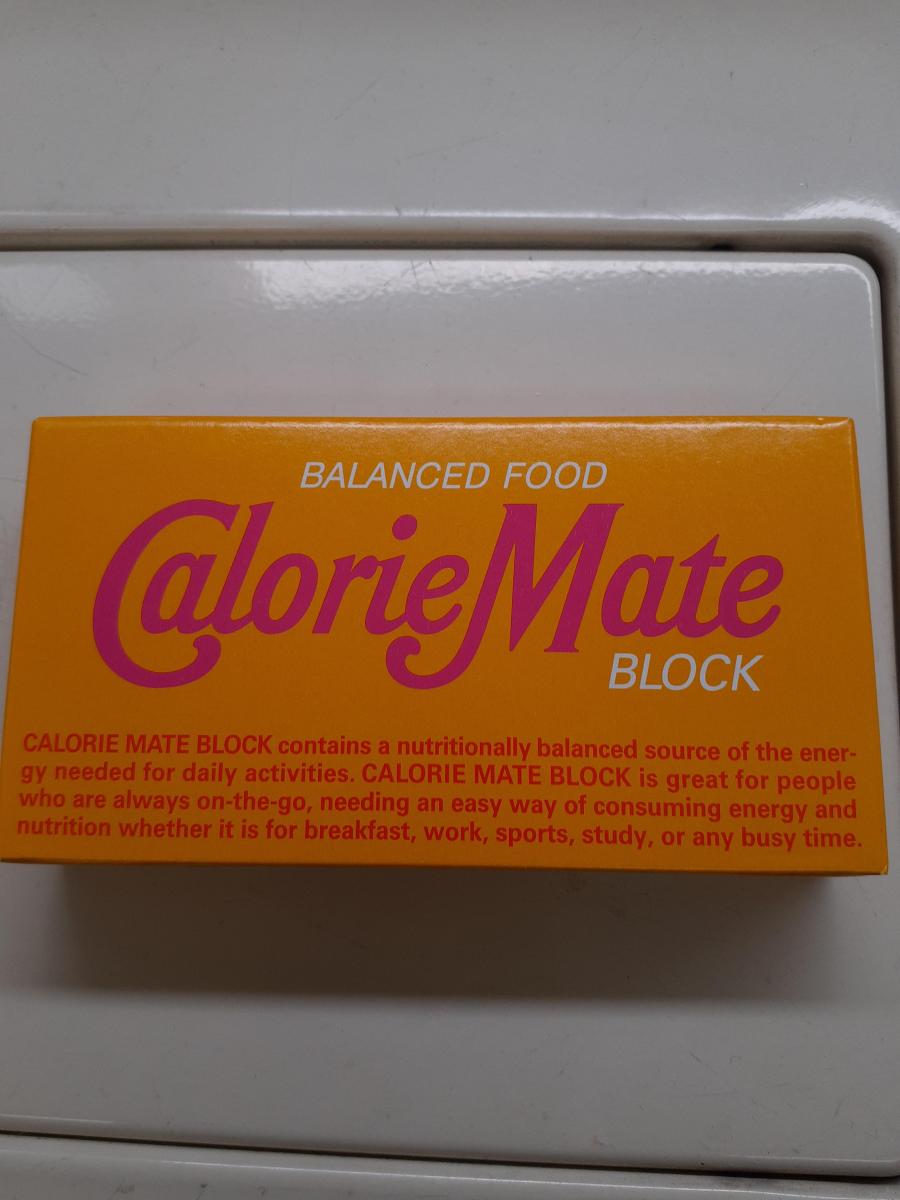 BALANCED FOOD
CalorieMate
BLOCK
CALORIE MATE BLOCK contains a nutritionally balanced source of the ener-
gy needed for daily activities. CALORIE MATE BLOCK is great for people
who are always on-the-go, needing an easy way of consuming energy and
nutrition whether it is for breakfast, work, sports, study, or any busy time.